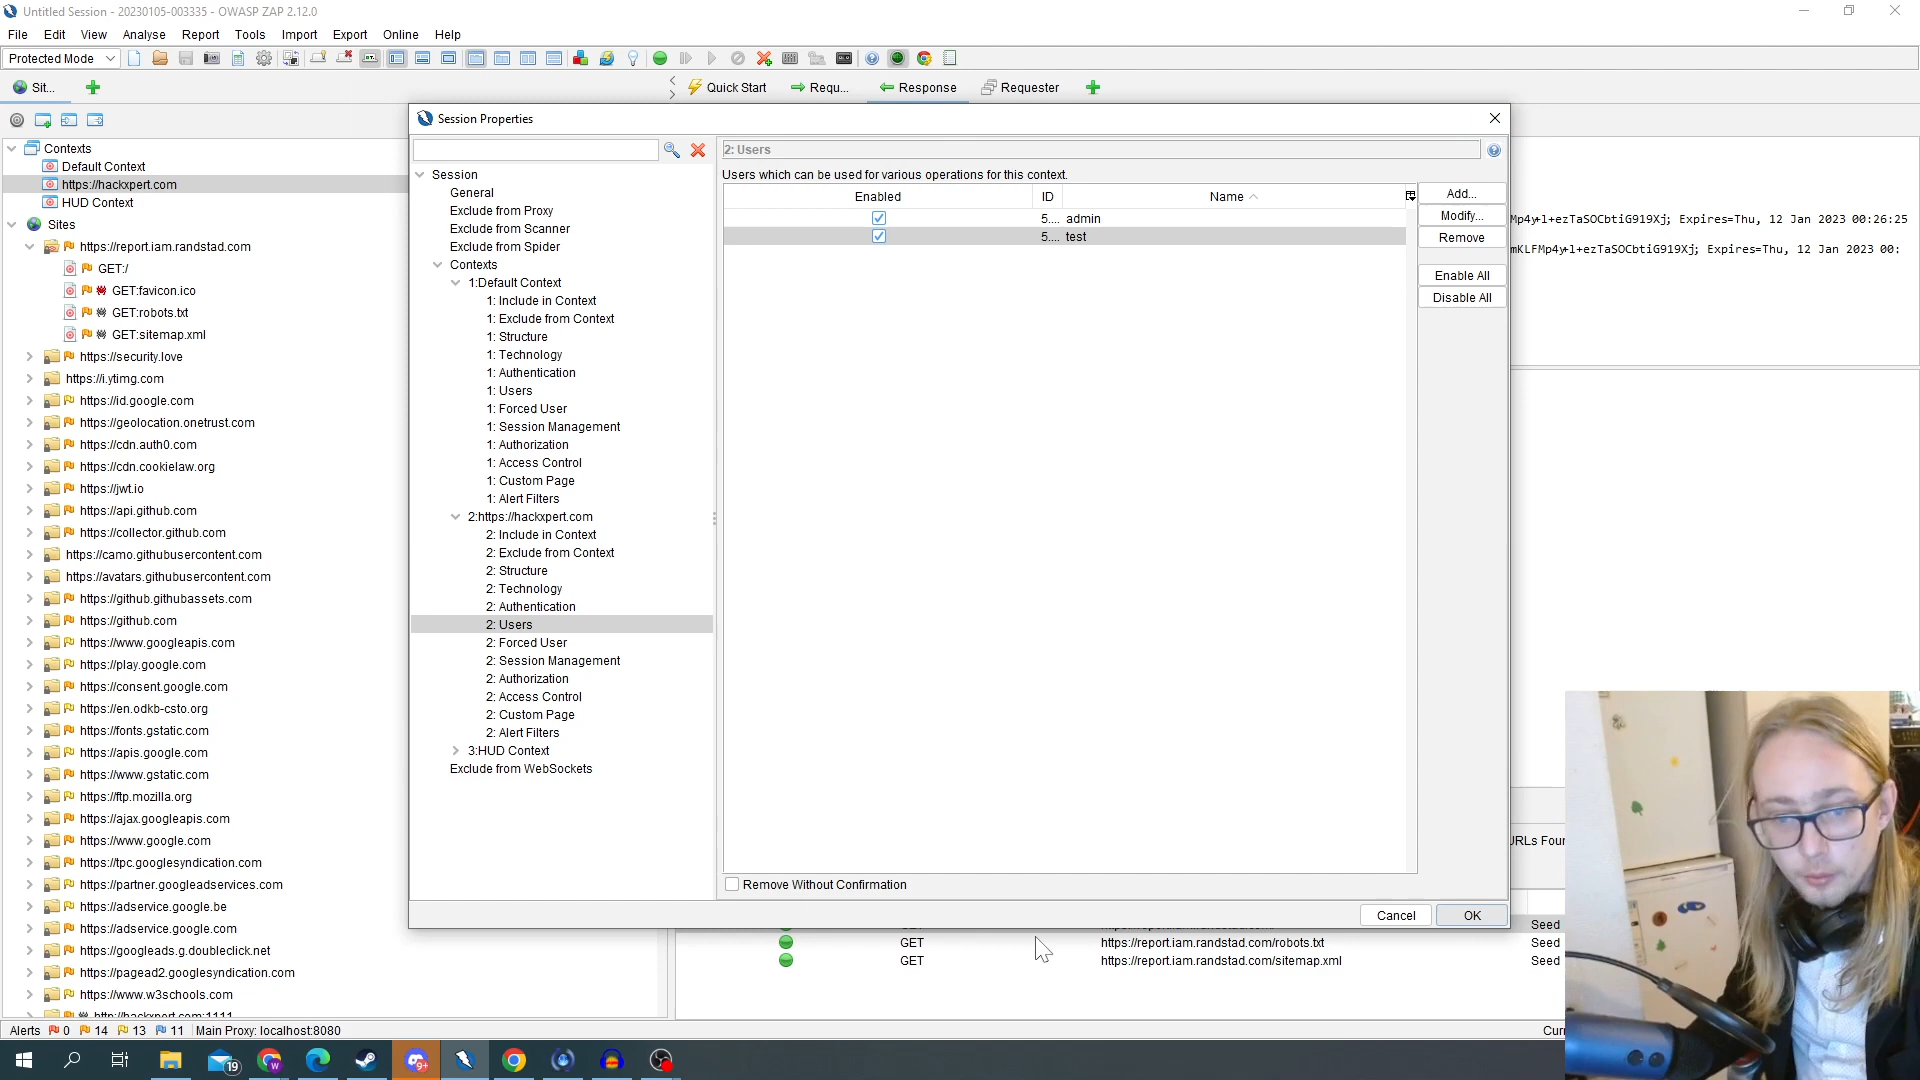 Untitled Session - 20230105-003335 - OWASP ZAP 2.12.0
File Edit View Analyse Report Tools Import Export Online Help
Protected Mode
Sit...
Quick Start
Requ...
Response
Requester
Contexts
Default Context
https://hackxpert.com
HUD Context
Sites
https://report.iam.randstad.com
GET:/
GET:favicon.ico
GET:robots.txt
GET:sitemap.xml
https://security.love
https://i.ytimg.com
https://id.google.com
https://geolocation.onetrust.com
https://cdn.auth0.com
https://cdn.cookielaw.org
https://jwt.io
https://api.github.com
https://collector.github.com
https://camo.githubusercontent.com
https://avatars.githubusercontent.com
https://github.githubassets.com
https://github.com
https://www.googleapis.com
https://play.google.com
https://consent.google.com
https://en.odkb-csto.org
https://fonts.gstatic.com
https://apis.google.com
https://www.gstatic.com
https://ftp.mozilla.org
https://ajax.googleapis.com
https://www.google.com
https://tpc.googlesyndication.com
https://partner.googleadservices.com
https://adservice.google.be
https://adservice.google.com
https://googleads.g.doubleclick.net
https://pagead2.googlesyndication.com
https://www.w3schools.com
http://hackxpert.com:1111
Session Properties
Session
General
Exclude from Proxy
Exclude from Scanner
Exclude from Spider
Contexts
1:Default Context
1: Include in Context
1: Exclude from Context
1: Structure
1: Technology
1: Authentication
1: Users
1: Forced User
1: Session Management
1: Authorization
1: Access Control
1: Custom Page
1: Alert Filters
2:https://hackxpert.com
2: Include in Context
2: Exclude from Context
2: Structure
2: Technology
2: Authentication
2: Users
2: Forced User
2: Session Management
2: Authorization
2: Access Control
2: Custom Page
2: Alert Filters
3:HUD Context
Exclude from WebSockets
2: Users
Users which can be used for various operations for this context.
Enabled ID Name
5.... admin
5.... test
Add...
Modify...
Remove
Enable All
Disable All
Remove Without Confirmation
Cancel OK
Mp4y+l+ezTaSOCbtiG919Xj; Expires=Thu, 12 Jan 2023 00:26:25
mKLFMp4y+l+ezTaSOCbtiG919Xj; Expires=Thu, 12 Jan 2023 00:
URLs Foun
Seed
GET https://report.iam.randstad.com/robots.txt Seed
GET https://report.iam.randstad.com/sitemap.xml Seed
Alerts 0 14 13 11 Main Proxy: localhost:8080
Curr
19
9+